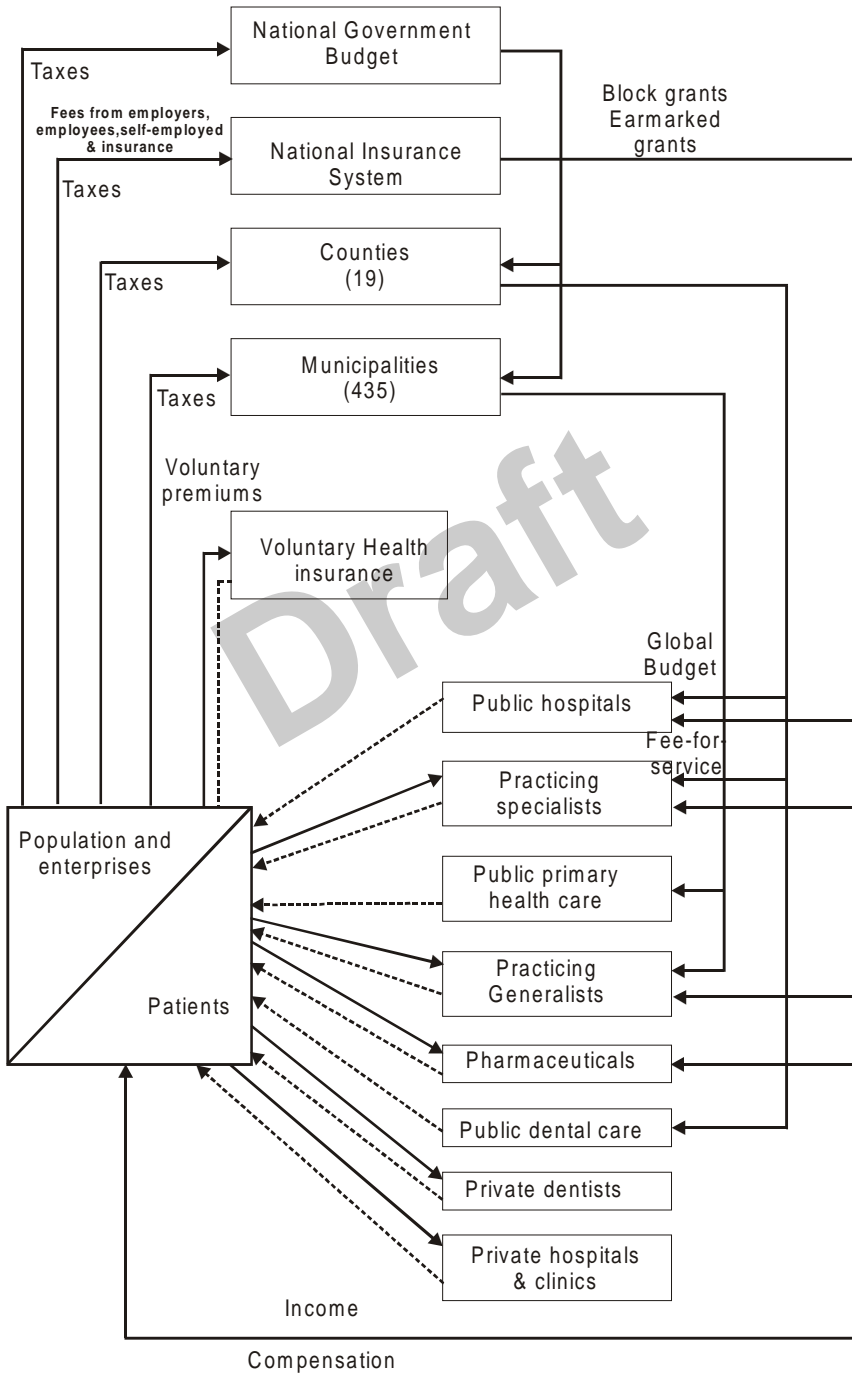 National Government
Budget
Taxes
Block grants
Earmarked
grants
Fees from employers,
employees,self-employed
& insurance
National Insurance
System
Taxes
Counties
(19)
Taxes
Municipalities
(435)
Taxes
Voluntary
premiums
Voluntary Health
insurance
Draft
Global
Budget
Public hospitals
Fee-for-
service
Practicing
specialists
Population and
enterprises
Public primary
health care
Practicing
Generalists
Patients
Pharmaceuticals
Public dental care
Private dentists
Private hospitals
& clinics
Income
Compensation